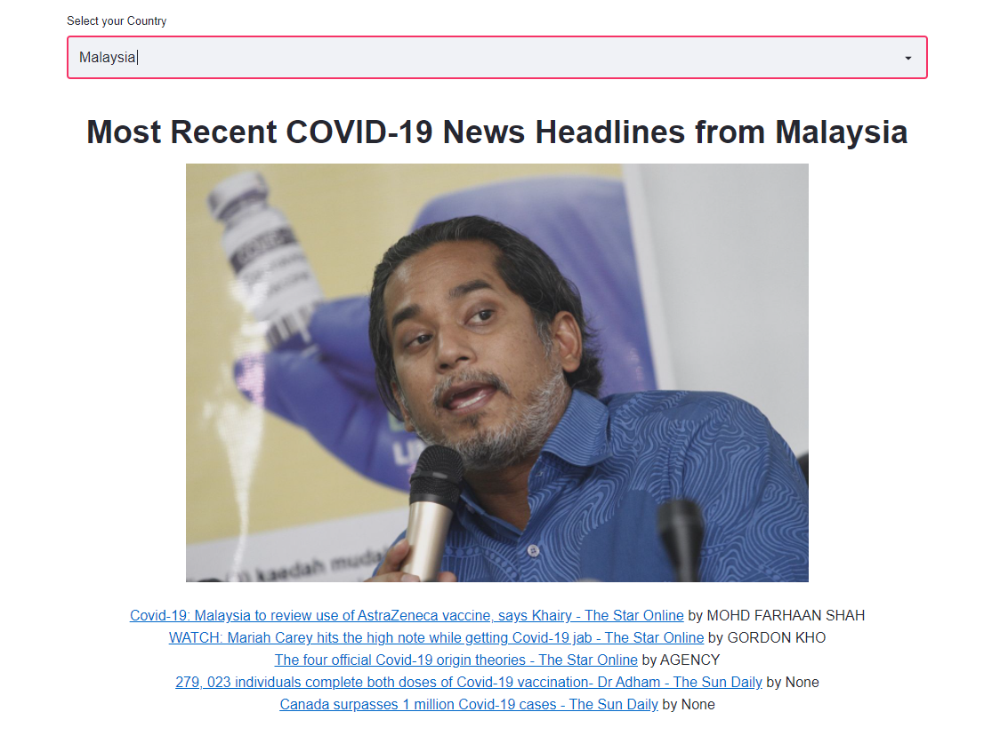 Select your Country
Malaysia
Most Recent COVID-19 News Headlines from Malaysia
COVID-19
kaedah
Covid-19: Malaysia to review use of AstraZeneca vaccine, says Khairy - The Star Online by MOHD FARHAAN SHAH
WATCH: Mariah Carey hits the high note while getting Covid-19 jab - The Star Online by GORDON KHO
The four official Covid-19 origin theories - The Star Online by AGENCY
279, 023 individuals complete both doses of Covid-19 vaccination- Dr Adham - The Sun Daily by None
Canada surpasses 1 million Covid-19 cases - The Sun Daily by None